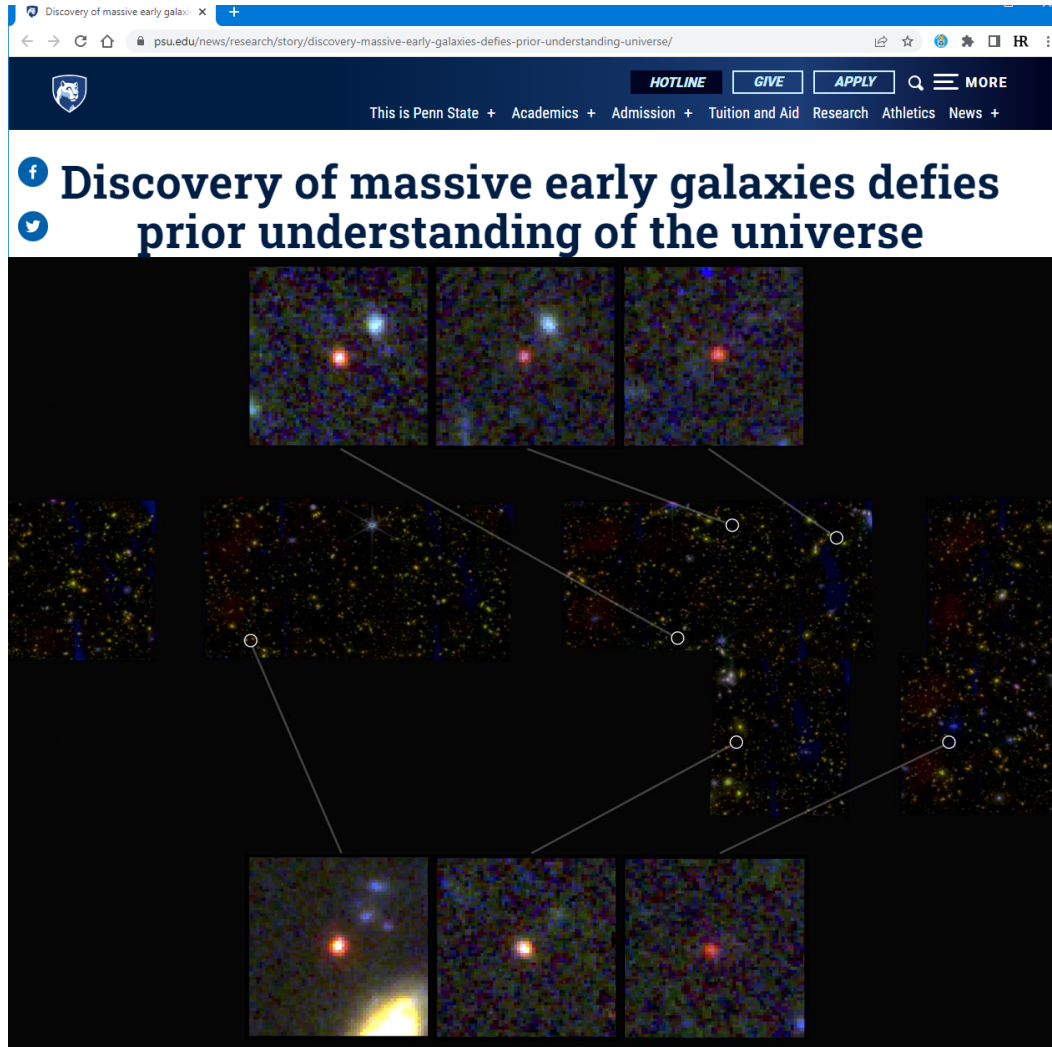 Discovery of massive early galaxi
psu.edu/news/research/story/discovery-massive-early-galaxies-defies-prior-understanding-universe/
HR
HOTLINE GIVE APPLY MORE
This is Penn State + Academics + Admission + Tuition and Aid Research Athletics News +
Discovery of massive early galaxies defies
prior understanding of the universe